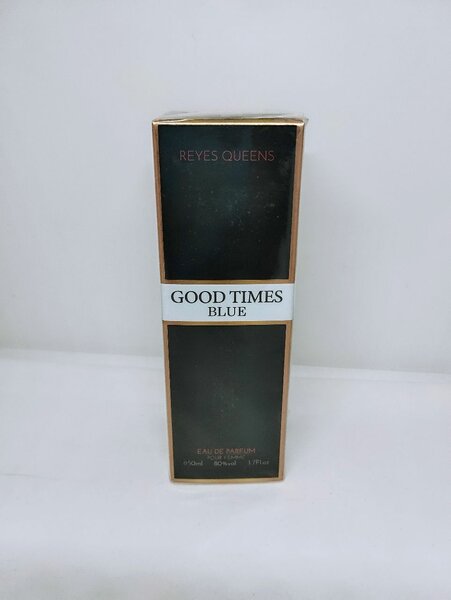 REYES QUEENS
GOOD TIMES
BLUE
EAU DE PARFUM
POUR FEMME
℮50ml 80%vol 1.7Fl.oz